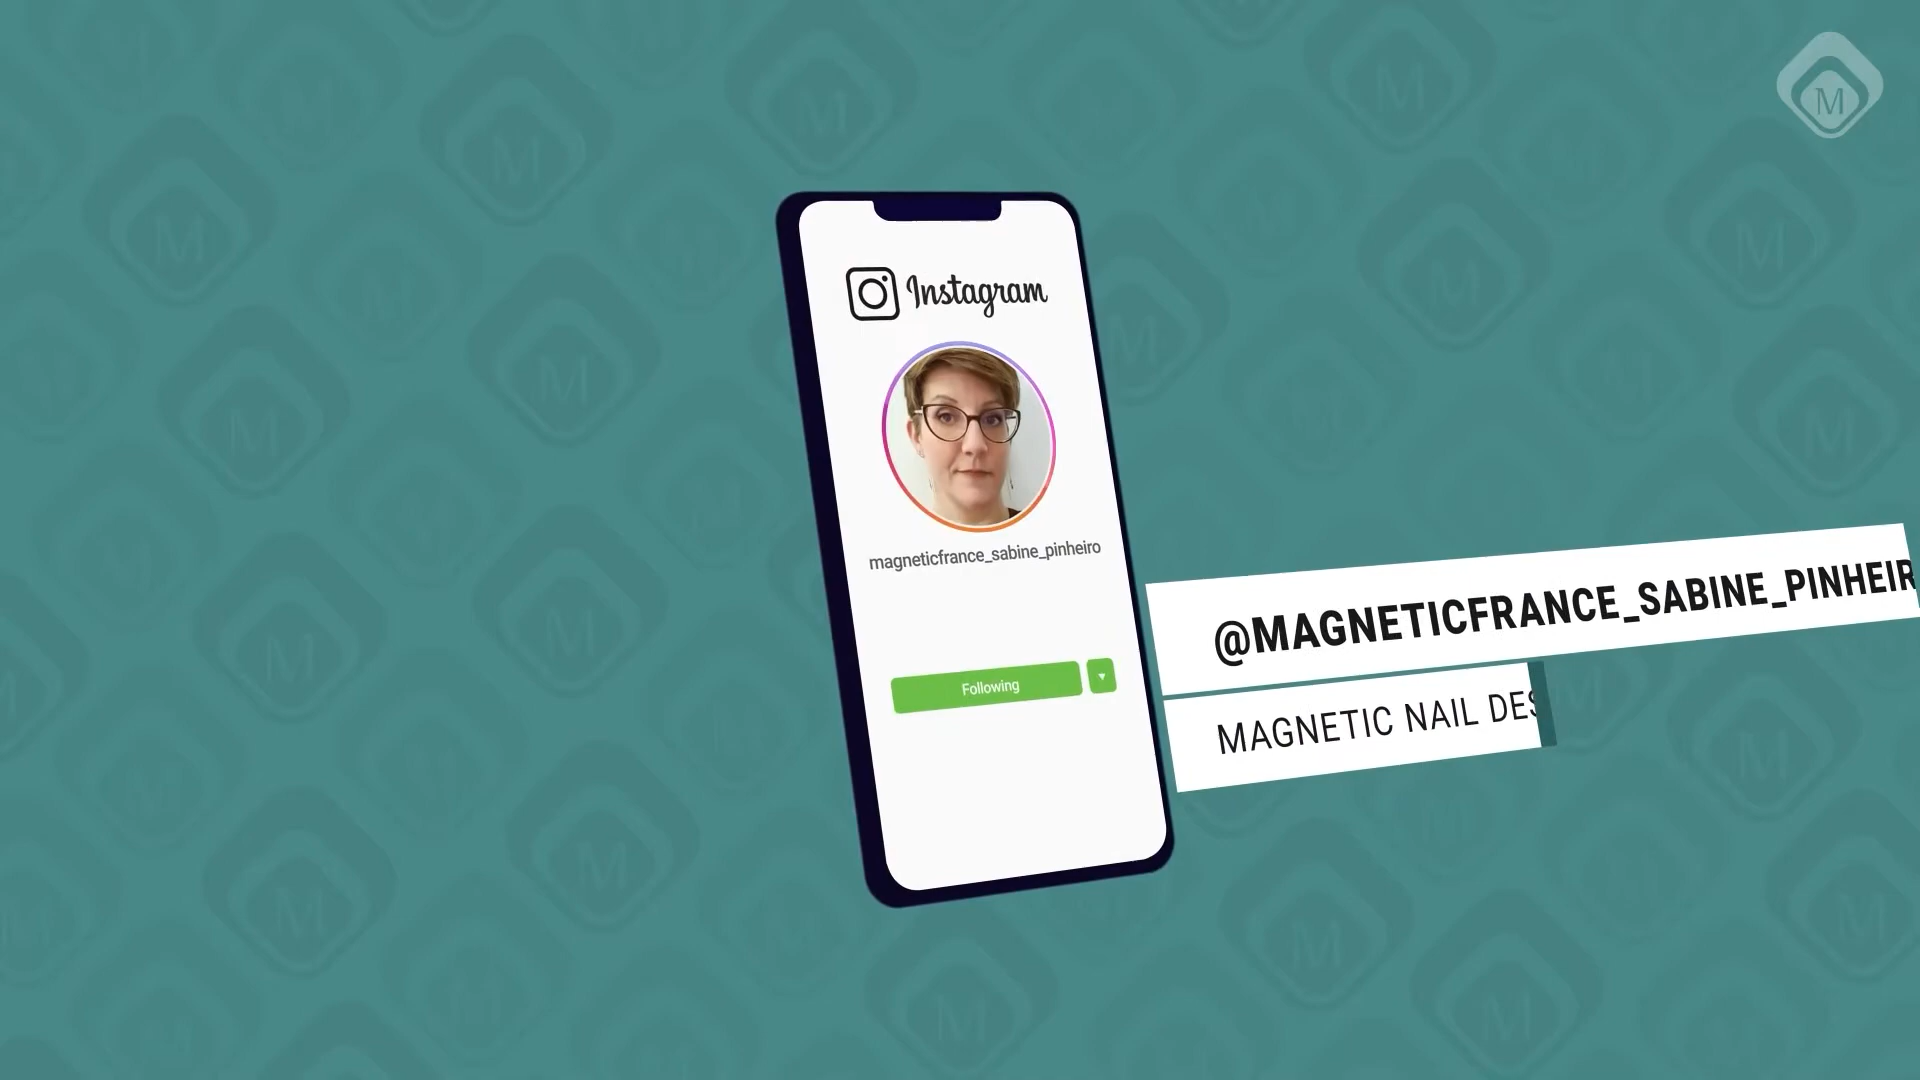 M
Instagram
magneticfrance_sabine_pinheiro
Following
@MAGNETICFRANCE_SABINE_PINHEIR
MAGNETIC NAIL DES